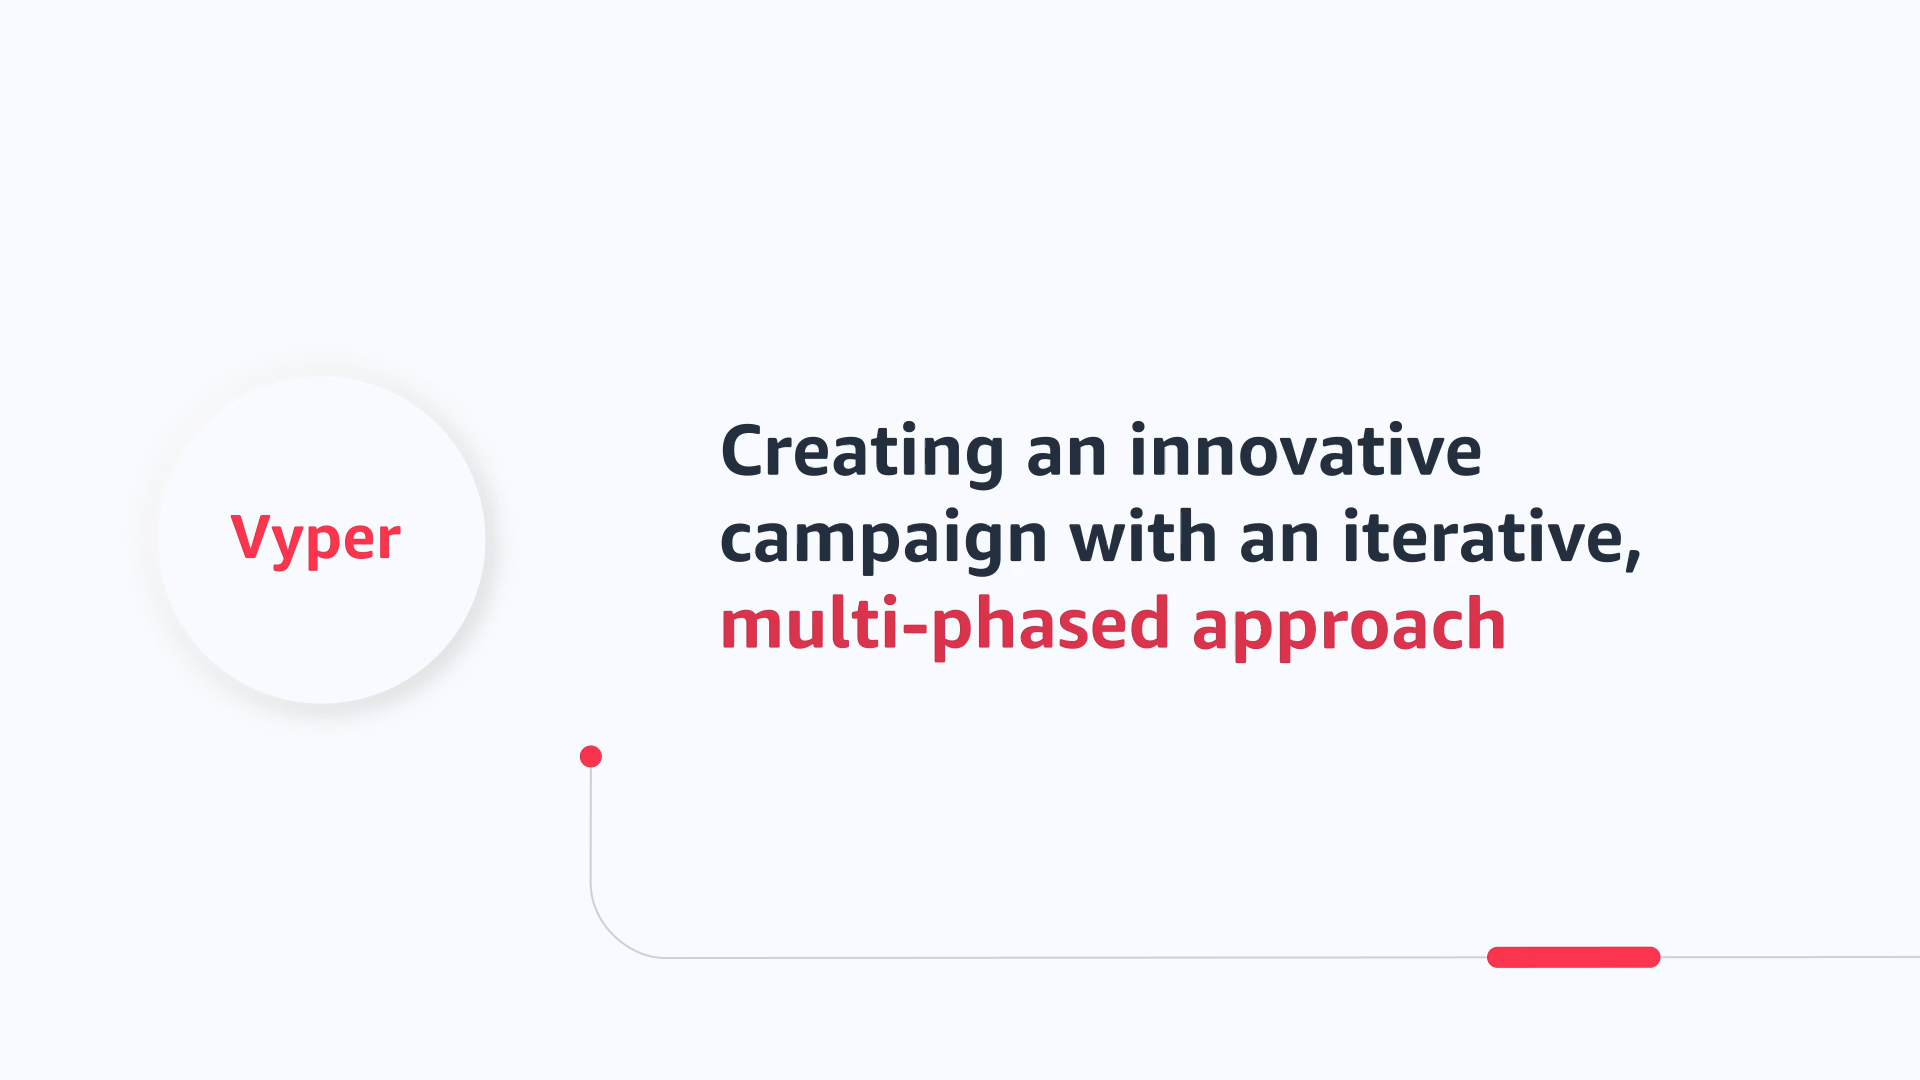 Vyper
Creating an innovative
campaign with an iterative,
multi-phased approach